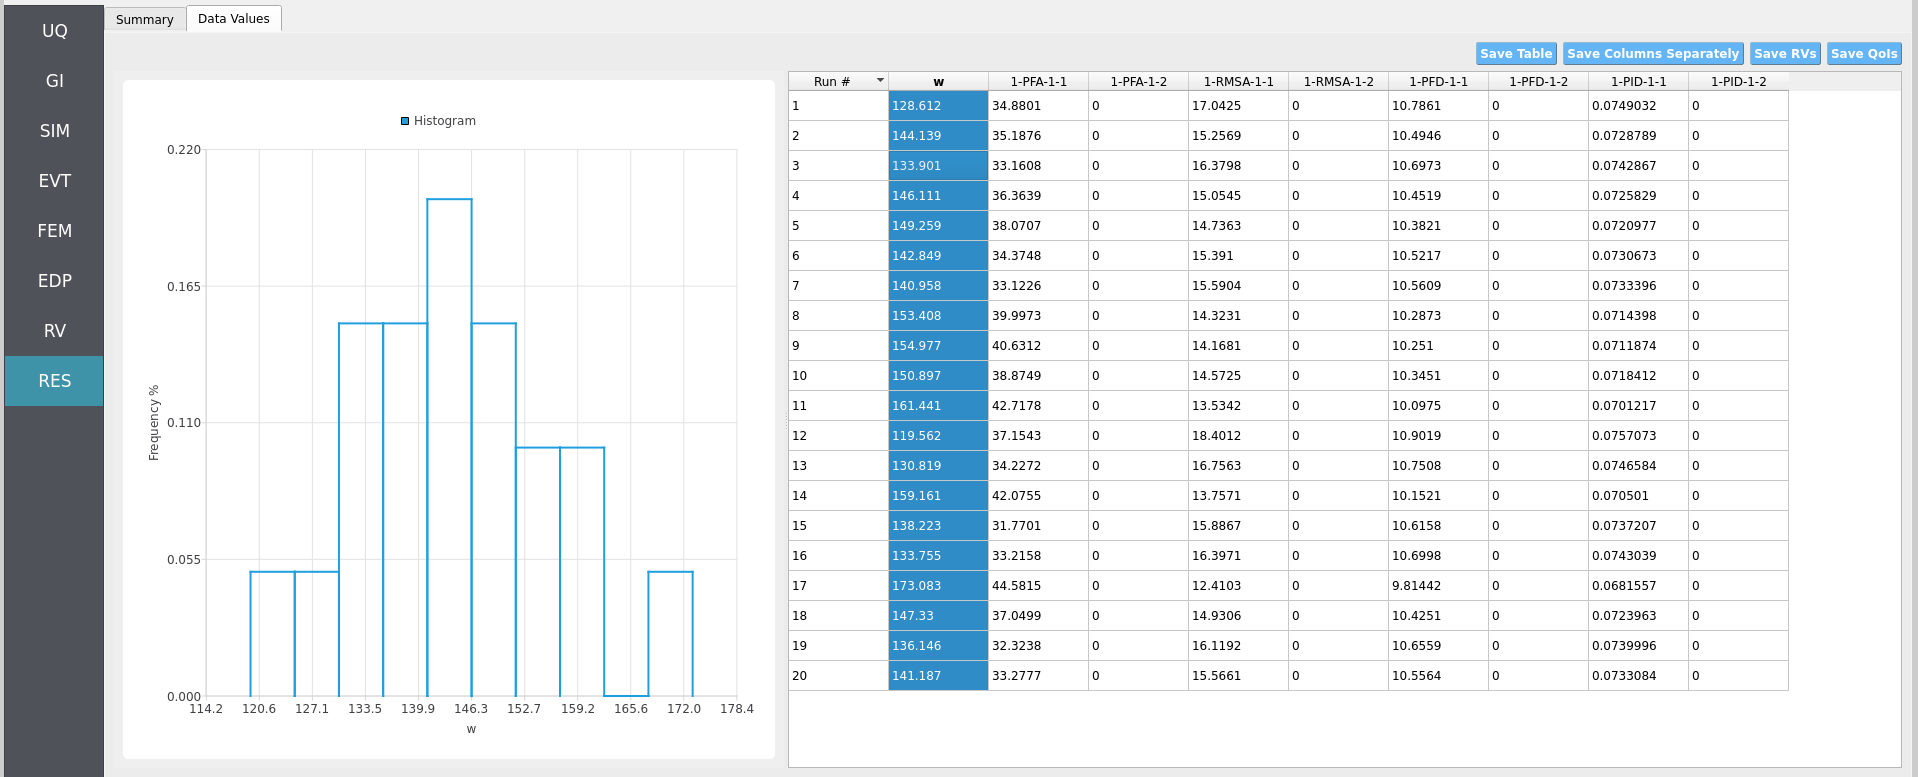 UQ
GI
SIM
EVT
FEM
EDP
RV
RES
Summary Data Values
Save Table Save Columns Separately Save RVs Save QoIs
Histogram
0.220
0.165
0.110
0.055
0.000
Frequency %
114.2 120.6 127.1 133.5 139.9 146.3 152.7 159.2 165.6 172.0 178.4
w
Run # w 1-PFA-1-1 1-PFA-1-2 1-RMSA-1-1 1-RMSA-1-2 1-PFD-1-1 1-PFD-1-2 1-PID-1-1 1-PID-1-2
1 128.612 34.8801 0 17.0425 0 10.7861 0 0.0749032 0
2 144.139 35.1876 0 15.2569 0 10.4946 0 0.0728789 0
3 133.901 33.1608 0 16.3798 0 10.6973 0 0.0742867 0
4 146.111 36.3639 0 15.0545 0 10.4519 0 0.0725829 0
5 149.259 38.0707 0 14.7363 0 10.3821 0 0.0720977 0
6 142.849 34.3748 0 15.391 0 10.5217 0 0.0730673 0
7 140.958 33.1226 0 15.5904 0 10.5609 0 0.0733396 0
8 153.408 39.9973 0 14.3231 0 10.2873 0 0.0714398 0
9 154.977 40.6312 0 14.1681 0 10.251 0 0.0711874 0
10 150.897 38.8749 0 14.5725 0 10.3451 0 0.0718412 0
11 161.441 42.7178 0 13.5342 0 10.0975 0 0.0701217 0
12 119.562 37.1543 0 18.4012 0 10.9019 0 0.0757073 0
13 130.819 34.2272 0 16.7563 0 10.7508 0 0.0746584 0
14 159.161 42.0755 0 13.7571 0 10.1521 0 0.070501 0
15 138.223 31.7701 0 15.8867 0 10.6158 0 0.0737207 0
16 133.755 33.2158 0 16.3971 0 10.6998 0 0.0743039 0
17 173.083 44.5815 0 12.4103 0 9.81442 0 0.0681557 0
18 147.33 37.0499 0 14.9306 0 10.4251 0 0.0723963 0
19 136.146 32.3238 0 16.1192 0 10.6559 0 0.0739996 0
20 141.187 33.2777 0 15.5661 0 10.5564 0 0.0733084 0